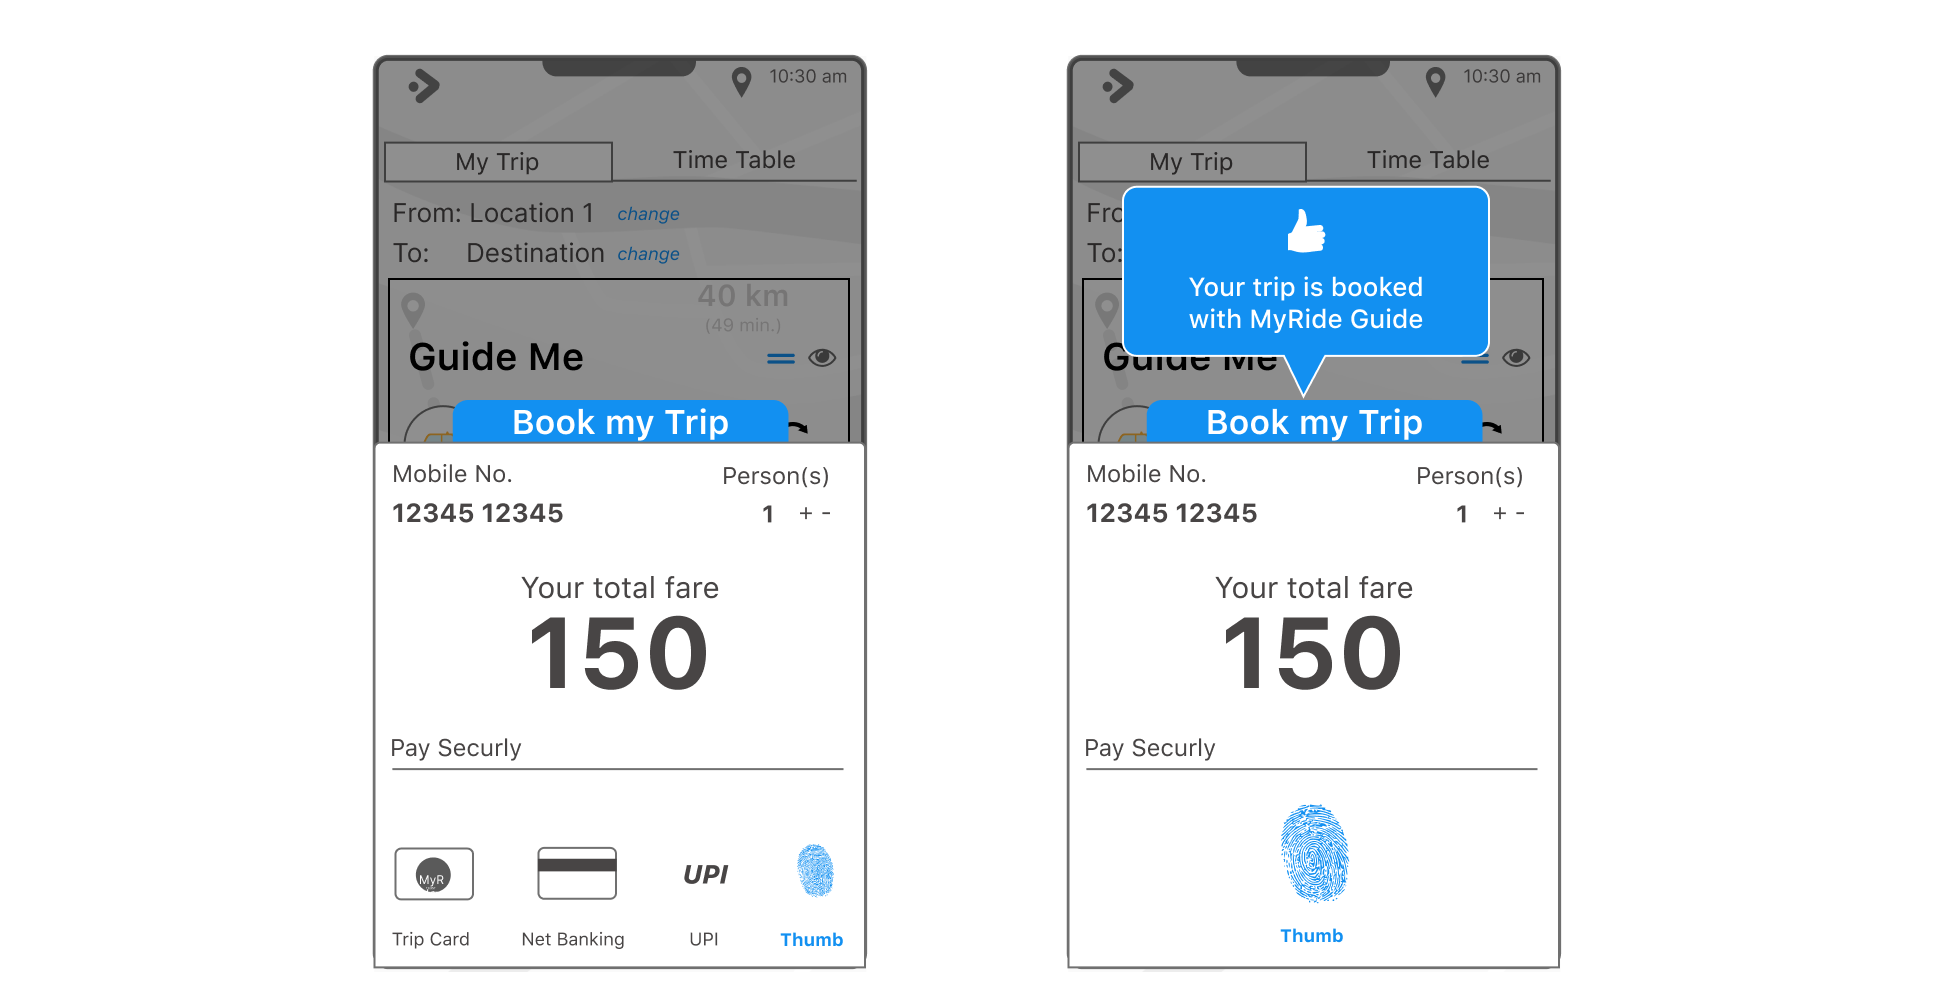 10:30 am
My Trip
Time Table
From: Location 1 change
To: Destination change
40 km
(49 min.)
Guide Me
Book my Trip
Mobile No.
Person(s)
12345 12345
1 + -
Your total fare
150
Pay Securly
MyR
UPI
Trip Card
Net Banking
UPI
Thumb
10:30 am
My Trip
Time Table
To:
Your trip is booked
with MyRide Guide
Guide Me
Book my Trip
Mobile No.
Person(s)
12345 12345
1 + -
Your total fare
150
Pay Securly
Thumb